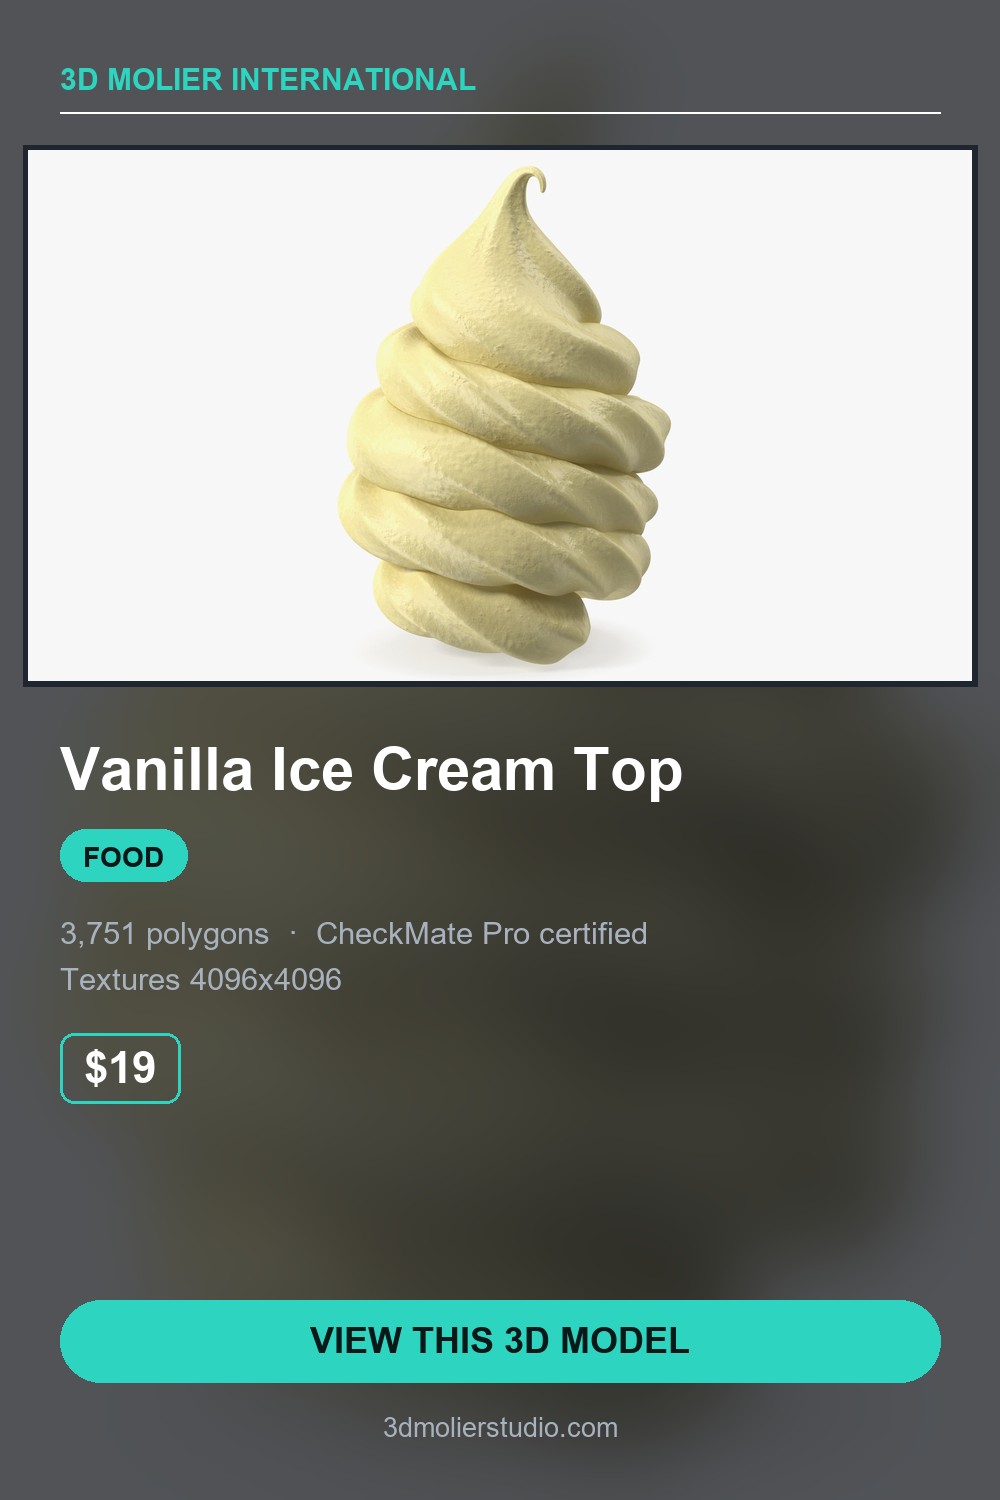 3D MOLIER INTERNATIONAL
Vanilla Ice Cream Top
FOOD
3,751 polygons · CheckMate Pro certified
Textures 4096x4096
$19
VIEW THIS 3D MODEL
3dmolierstudio.com